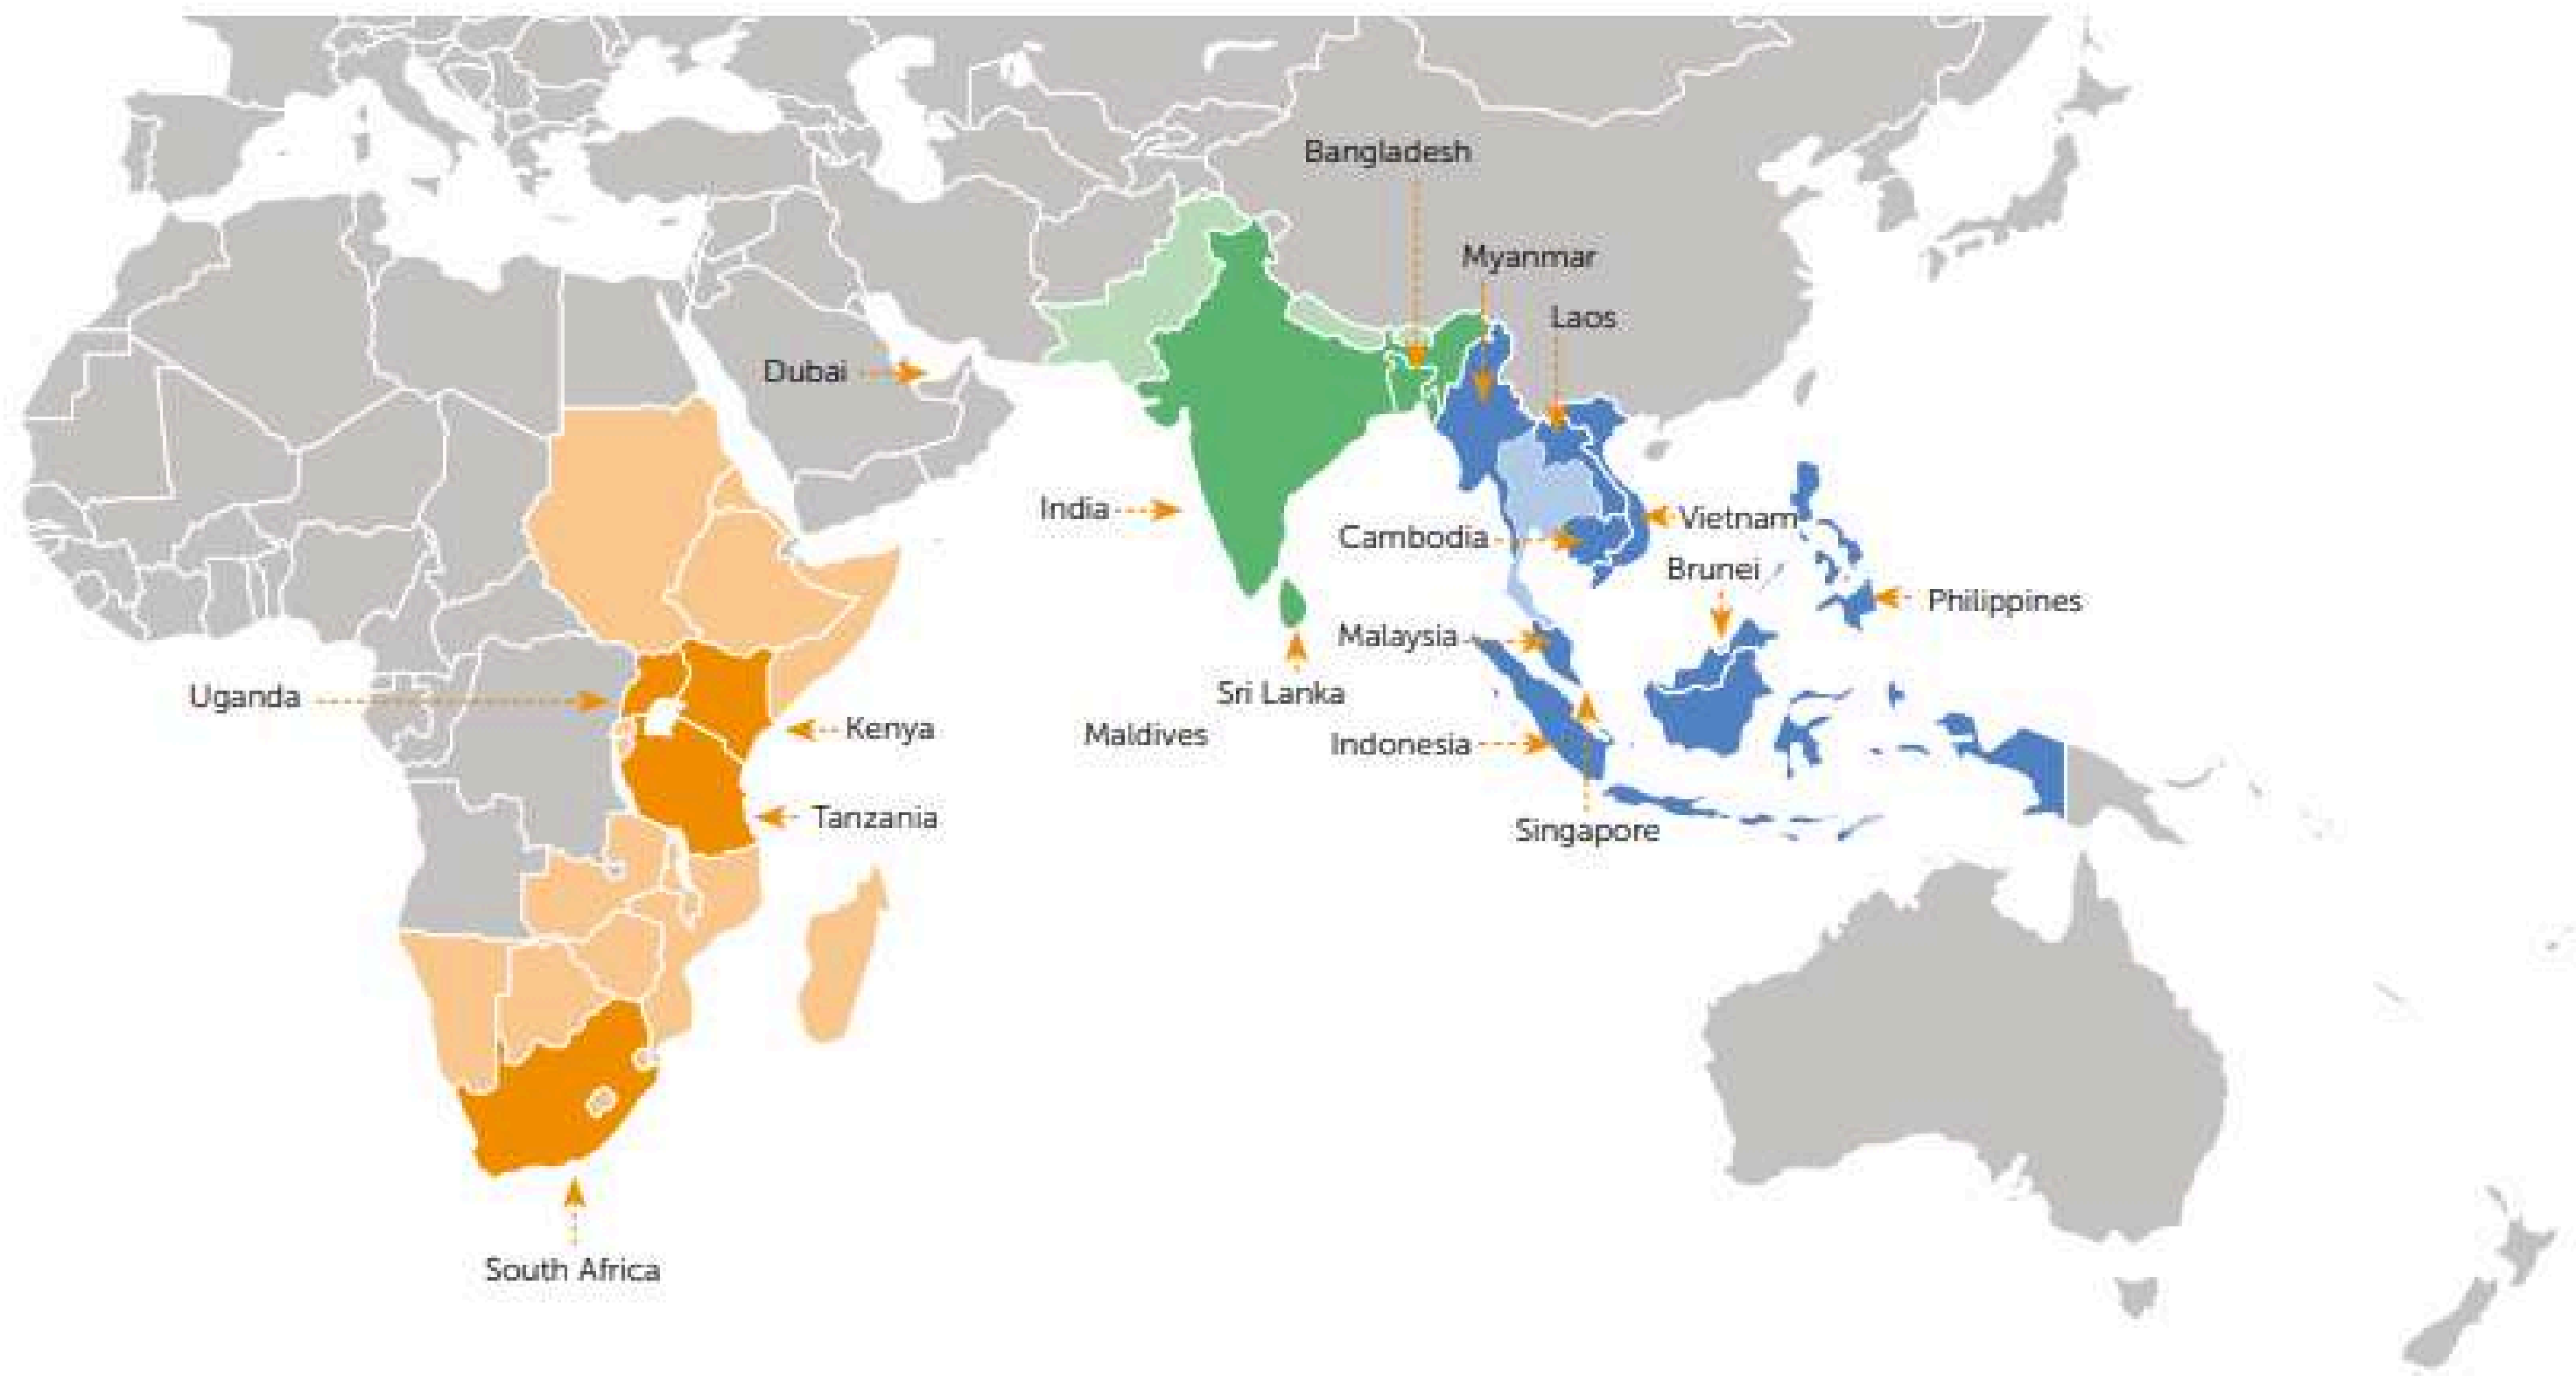 Bangladesh
Myanmar
Laos
Dubai
India
Vietnam
Cambodia
Brunei
Philippines
Malaysia
Sri Lanka
Uganda
Kenya
Maldives
Indonesia
Tanzania
Singapore
South Africa